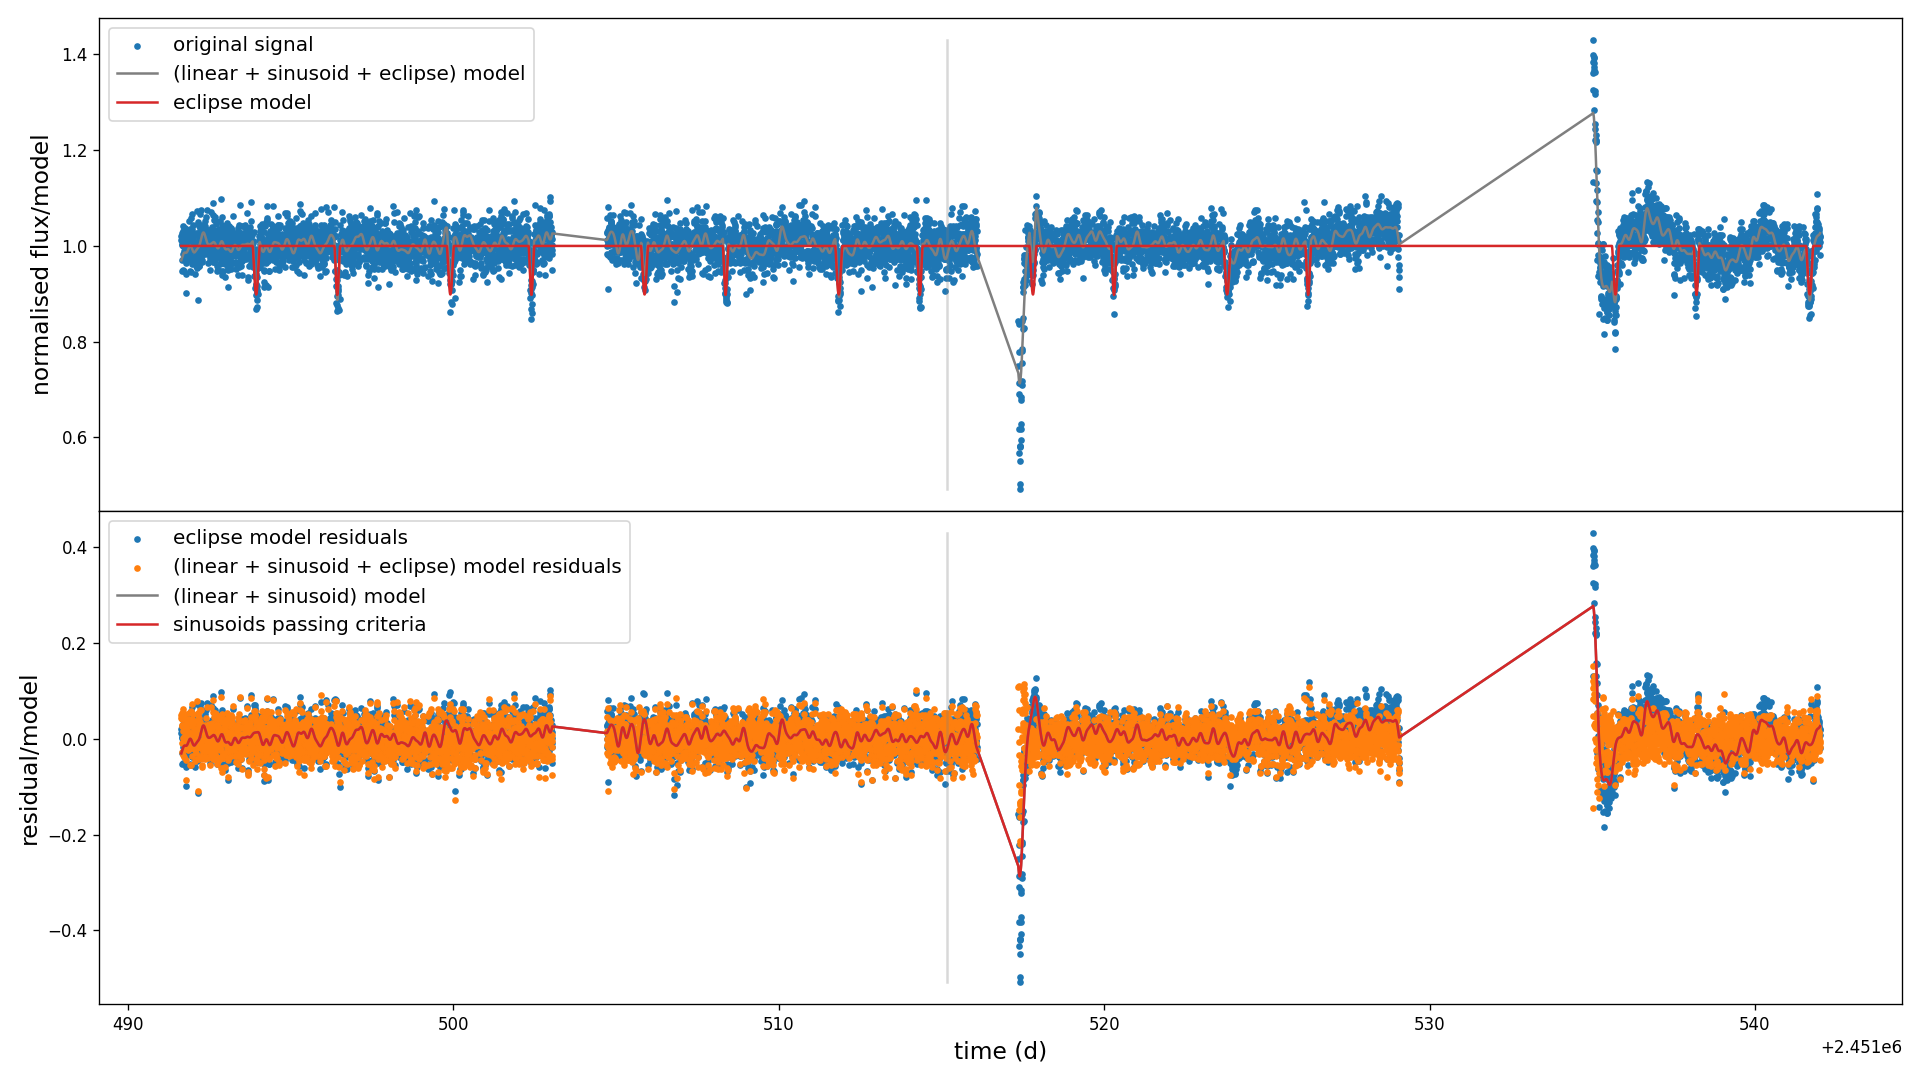 original signal
(linear + sinusoid + eclipse) model
eclipse model
1.4
1.2
1.0
0.8
0.6
normalised flux/model
eclipse model residuals
(linear + sinusoid + eclipse) model residuals
(linear + sinusoid) model
sinusoids passing criteria
0.4
0.2
0.0
−0.2
−0.4
residual/model
490
500
510
520
530
540
time (d)
+2.451e6